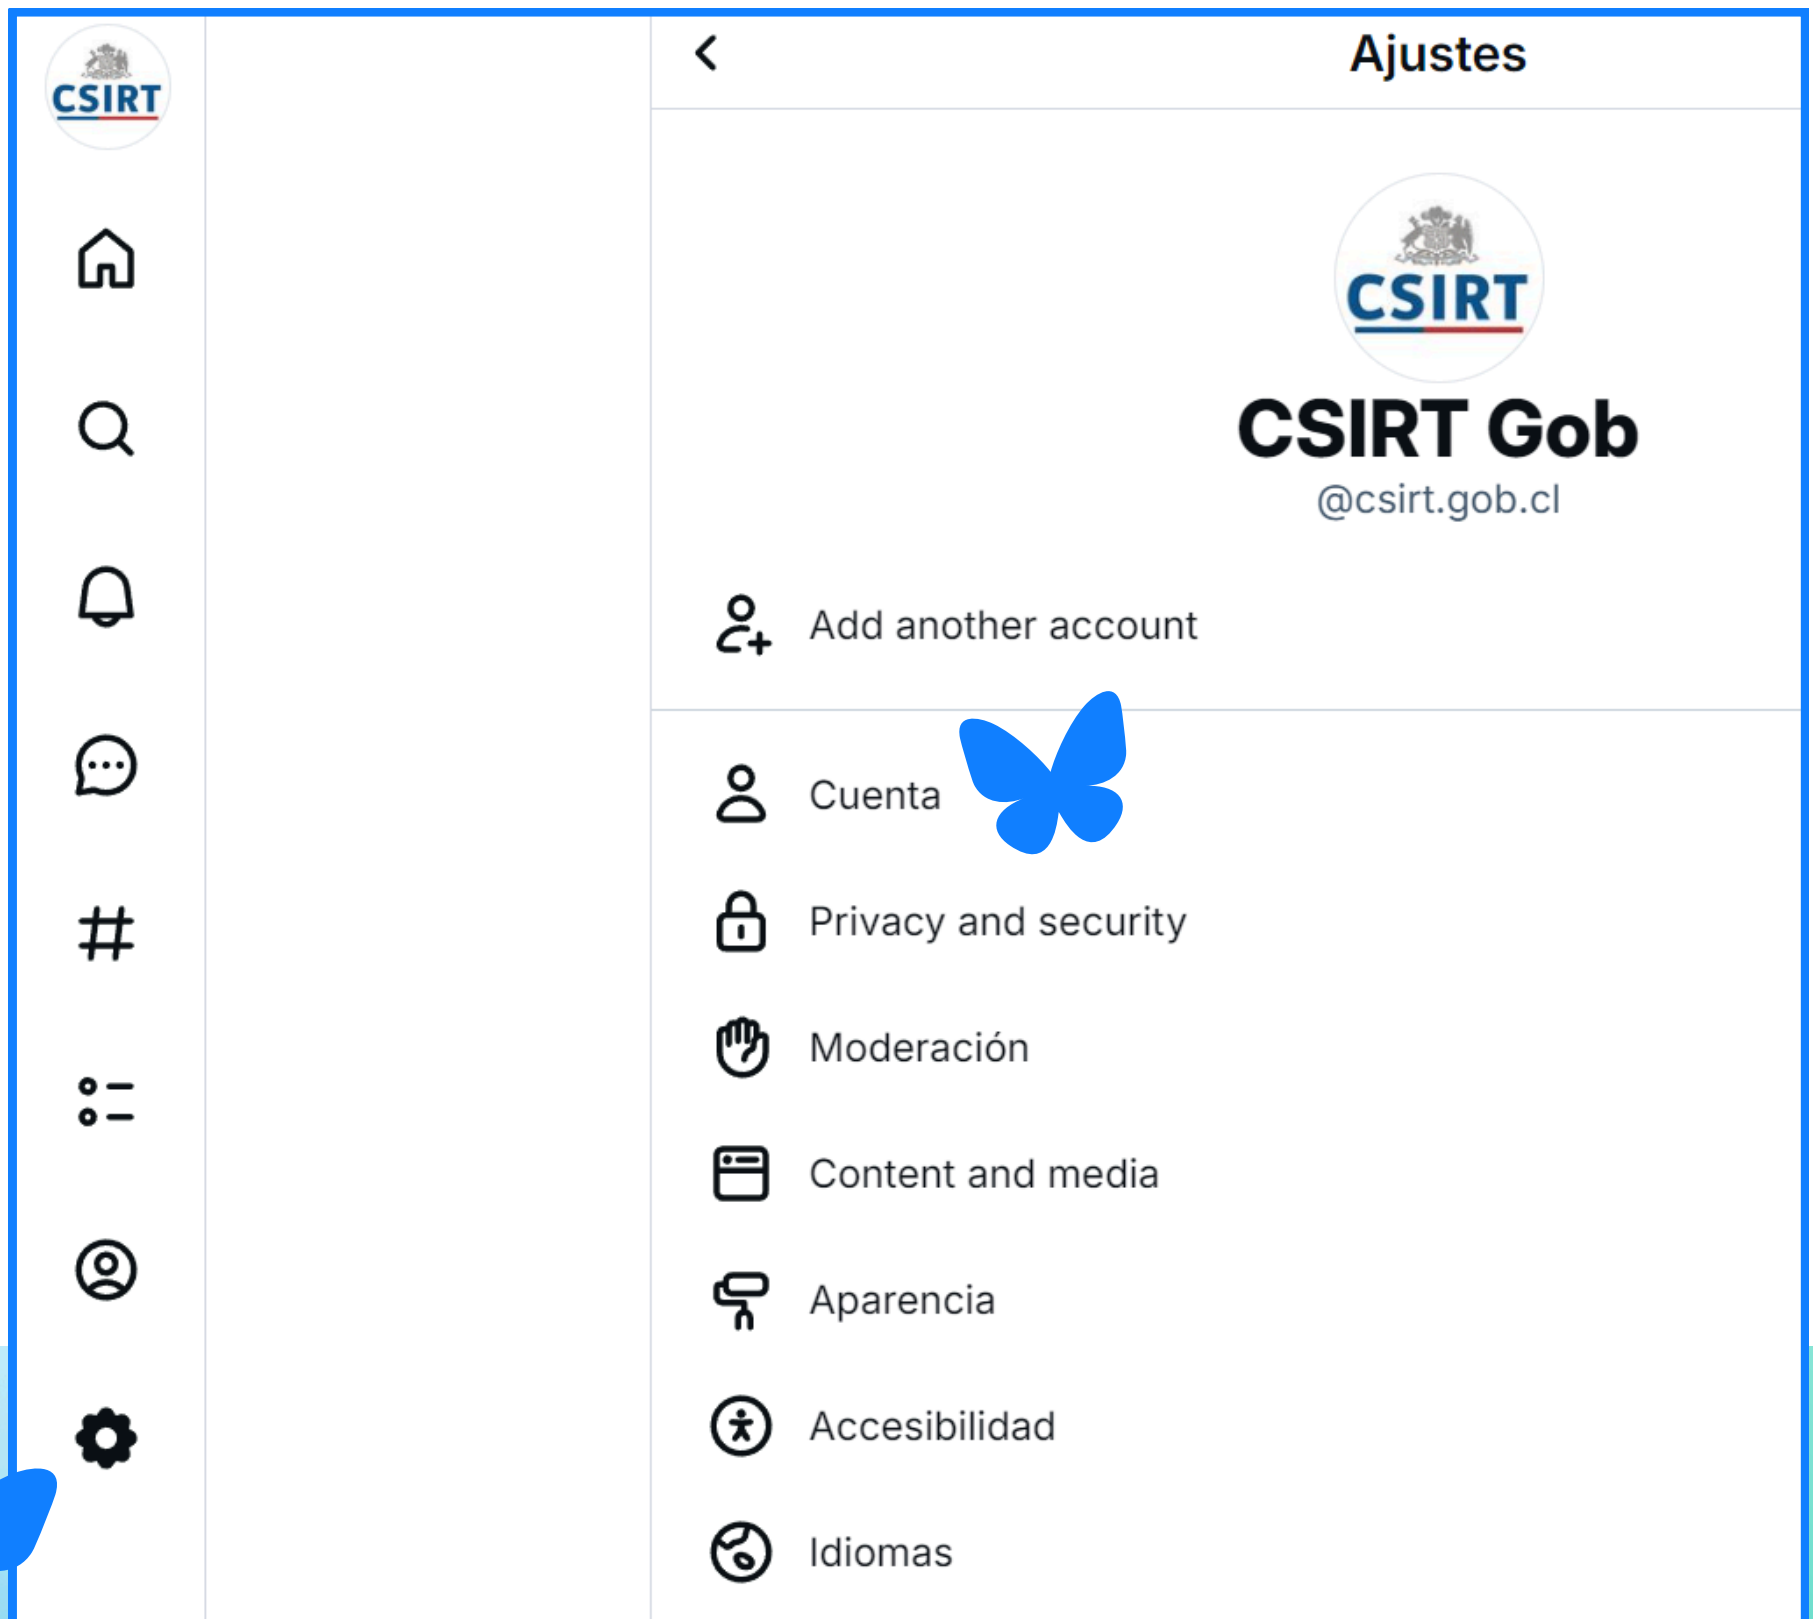 CSIRT
Ajustes
CSIRT
CSIRT Gob
@csirt.gob.cl
Add another account
Cuenta
Privacy and security
Moderación
Content and media
Aparencia
Accesibilidad
Idiomas